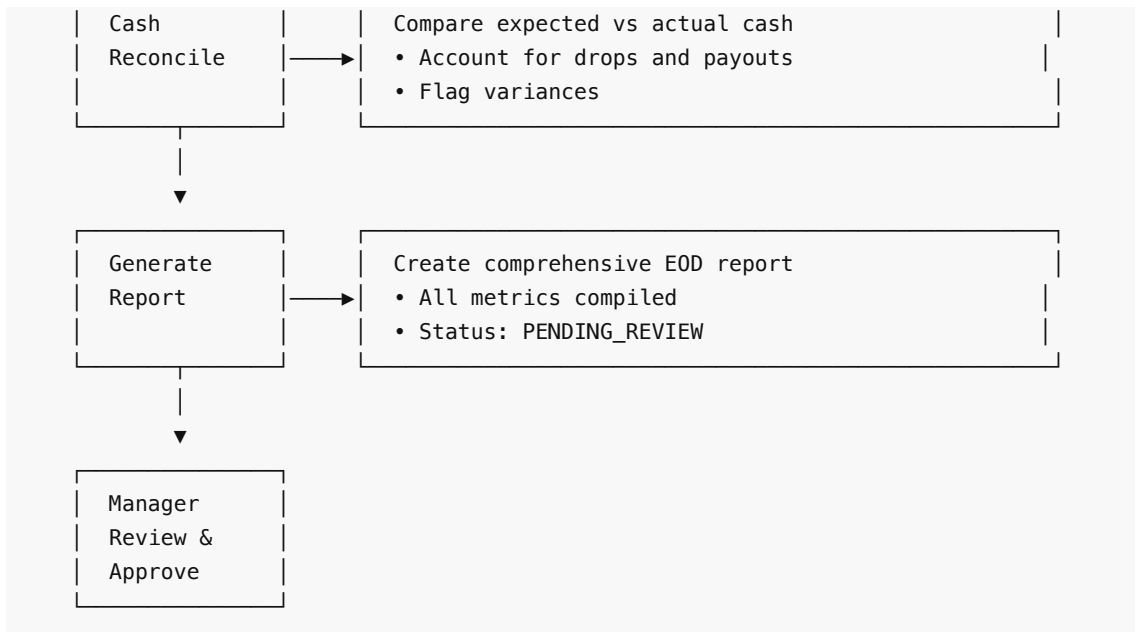 Cash Compare expected vs actual cash
Reconcile • Account for drops and payouts
• Flag variances
Generate Create comprehensive EOD report
Report • All metrics compiled
• Status: PENDING_REVIEW
Manager
Review &
Approve